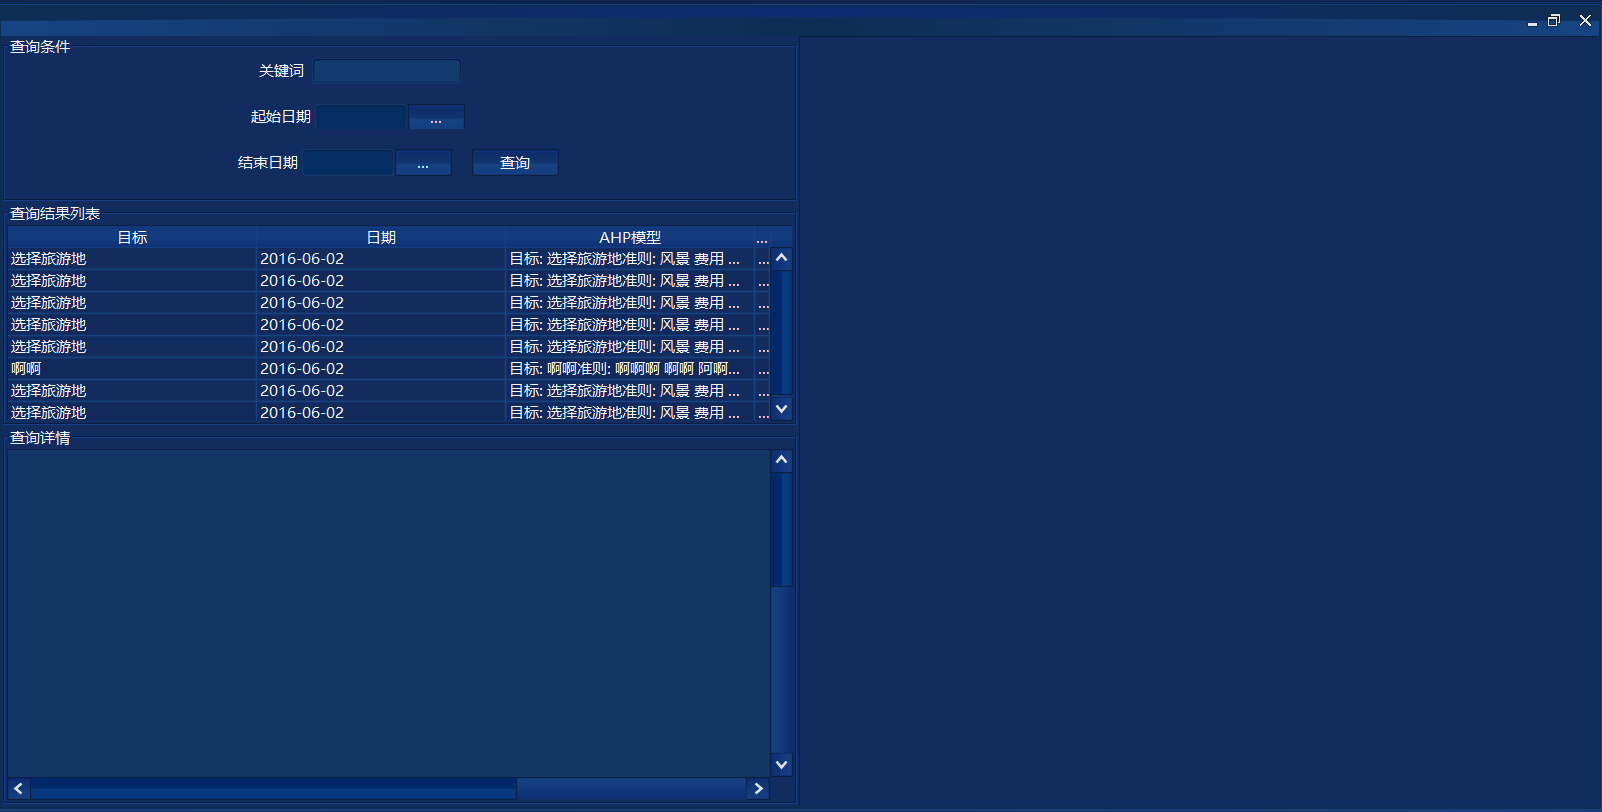 查询条件
关键词
起始日期 ...
结束日期 ... 查询
查询结果列表
目标 日期 AHP模型 ...
选择旅游地 2016-06-02 目标: 选择旅游地准则: 风景 费用 ... ...
选择旅游地 2016-06-02 目标: 选择旅游地准则: 风景 费用 ... ...
选择旅游地 2016-06-02 目标: 选择旅游地准则: 风景 费用 ... ...
选择旅游地 2016-06-02 目标: 选择旅游地准则: 风景 费用 ... ...
选择旅游地 2016-06-02 目标: 选择旅游地准则: 风景 费用 ... ...
啊啊 2016-06-02 目标: 啊啊准则: 啊啊啊 啊啊 阿啊... ...
选择旅游地 2016-06-02 目标: 选择旅游地准则: 风景 费用 ... ...
选择旅游地 2016-06-02 目标: 选择旅游地准则: 风景 费用 ... ...
查询详情